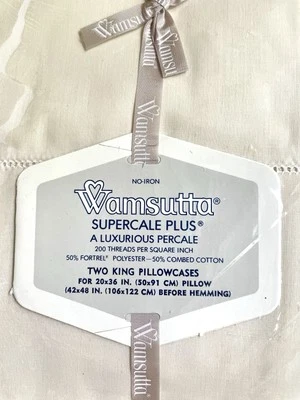 Wamsutta
Wamsutta
Wamsutta
NO-IRON
Wamsutta®
SUPERCALE PLUS®
A LUXURIOUS PERCALE
200 THREADS PER SQUARE INCH
50% FORTREL® POLYESTER–50% COMBED COTTON
TWO KING PILLOWCASES
FOR 20x36 IN. (50x91 CM) PILLOW
(42x48 IN. (106x122 CM) BEFORE HEMMING)
Wamsutta